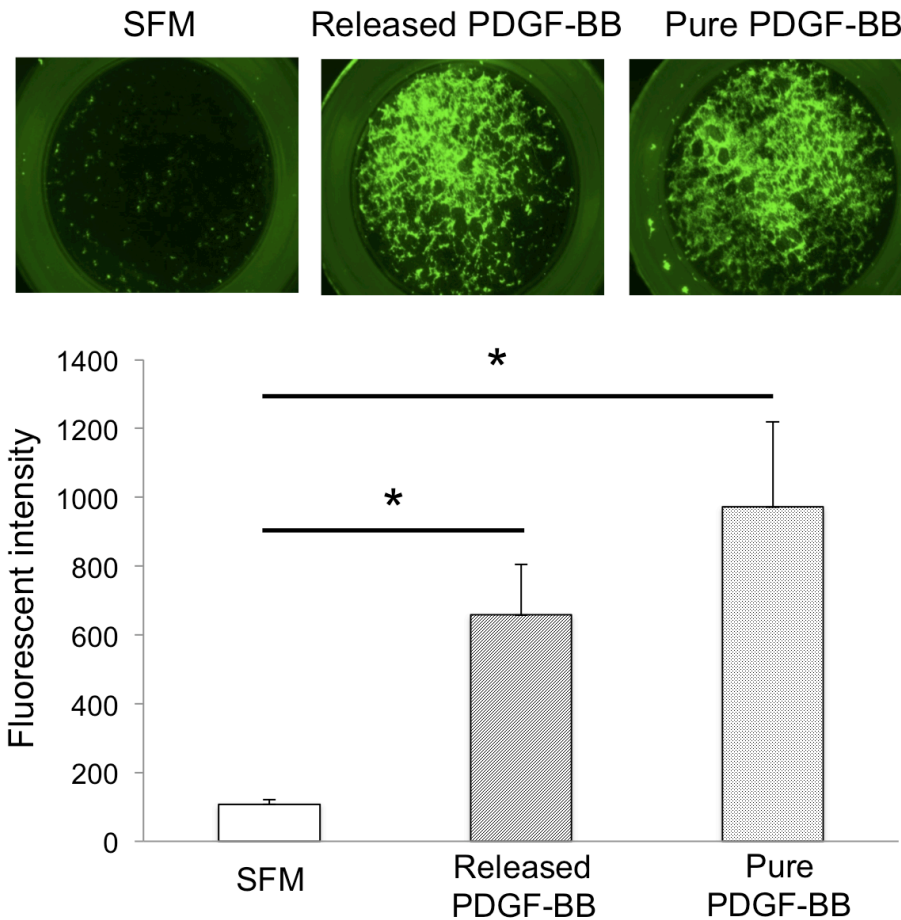 SFM Released PDGF-BB Pure PDGF-BB
Fluorescent intensity
1400
1200
1000
800
600
400
200
0
*
*
SFM
Released
PDGF-BB
Pure
PDGF-BB